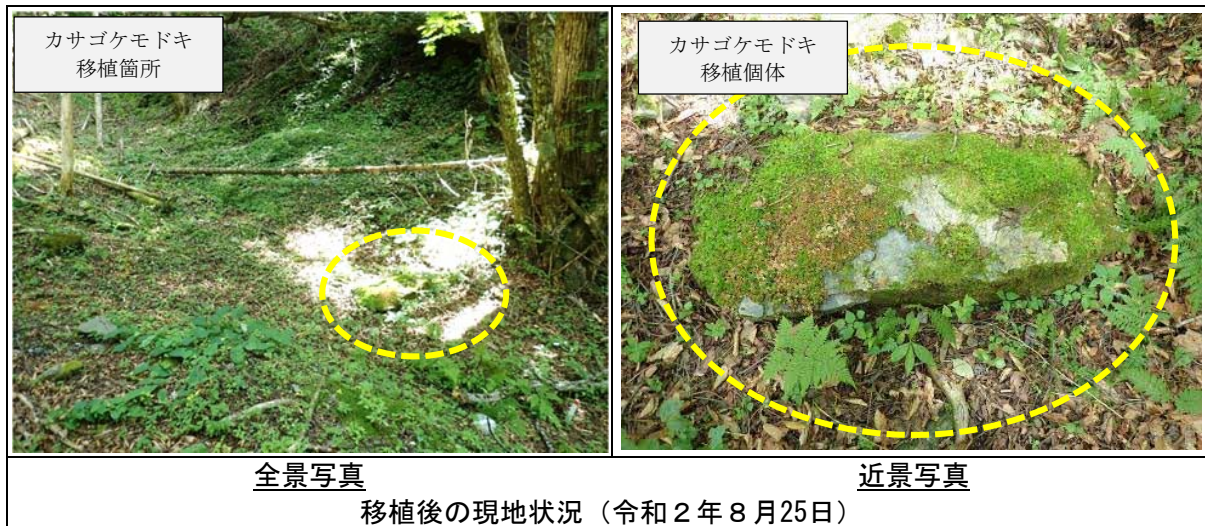 カサゴケモドキ
移植箇所
カサゴケモドキ
移植個体
全景写真
近景写真
移植後の現地状況（令和２年８月25日）